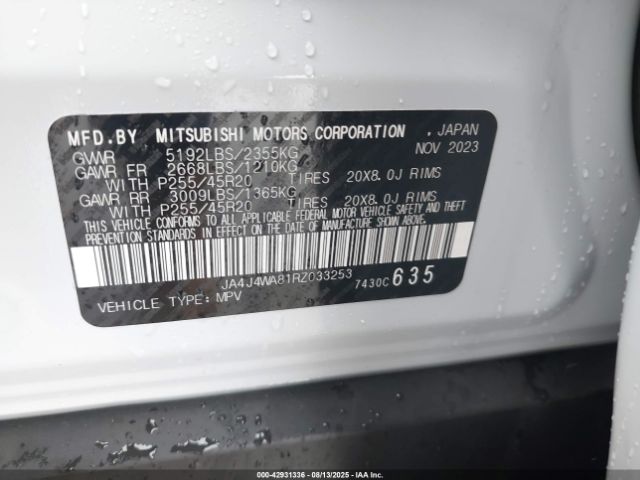 MFD.BY MITSUBISHI MOTORS CORPORATION , JAPAN
GVWR 5192LBS/2355KG NOV 2023
GAWR FR 2668LBS/1210KG
WITH P255/45R20 TIRES 20X8.0J RIMS
GAWR RR 3009LBS/1365KG
WITH P255/45R20 TIRES 20X8.0J RIMS
THIS VEHICLE CONFORMS TO ALL APPLICABLE FEDERAL MOTOR VEHICLE SAFETY AND THEFT
PREVENTION STANDARDS IN EFFECT ON THE DATE OF MANUFACTURE SHOWN ABOVE.
JA4J4WA81RZ033253 7430C 635
VEHICLE TYPE: MPV
000-42931336 - 08/13/2025 - IAAI.com